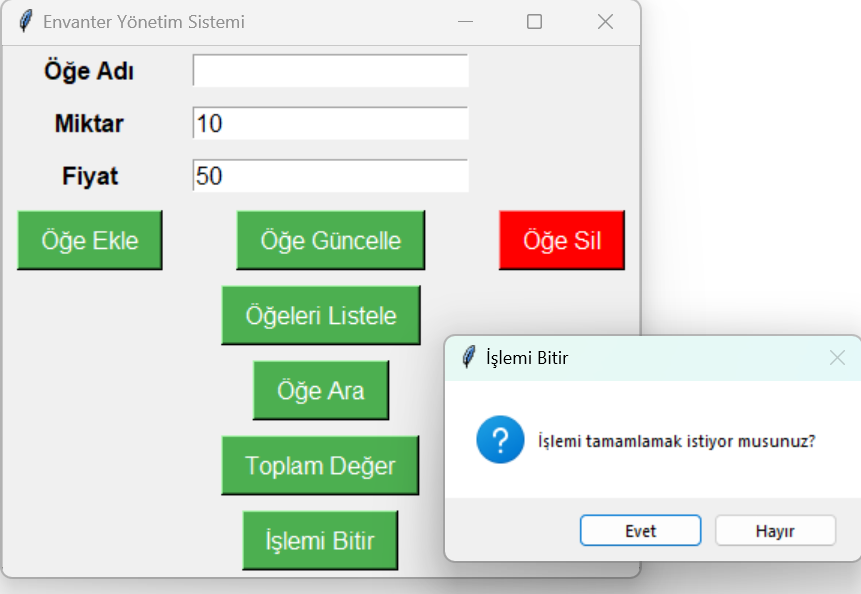 Envanter Yönetim Sistemi
Öğe Adı
Miktar 10
Fiyat 50
Öğe Ekle Öğe Güncelle Öğe Sil
Öğeleri Listele
Öğe Ara
Toplam Değer
İşlemi Bitir
İşlemi Bitir
İşlemi tamamlamak istiyor musunuz?
Evet Hayır